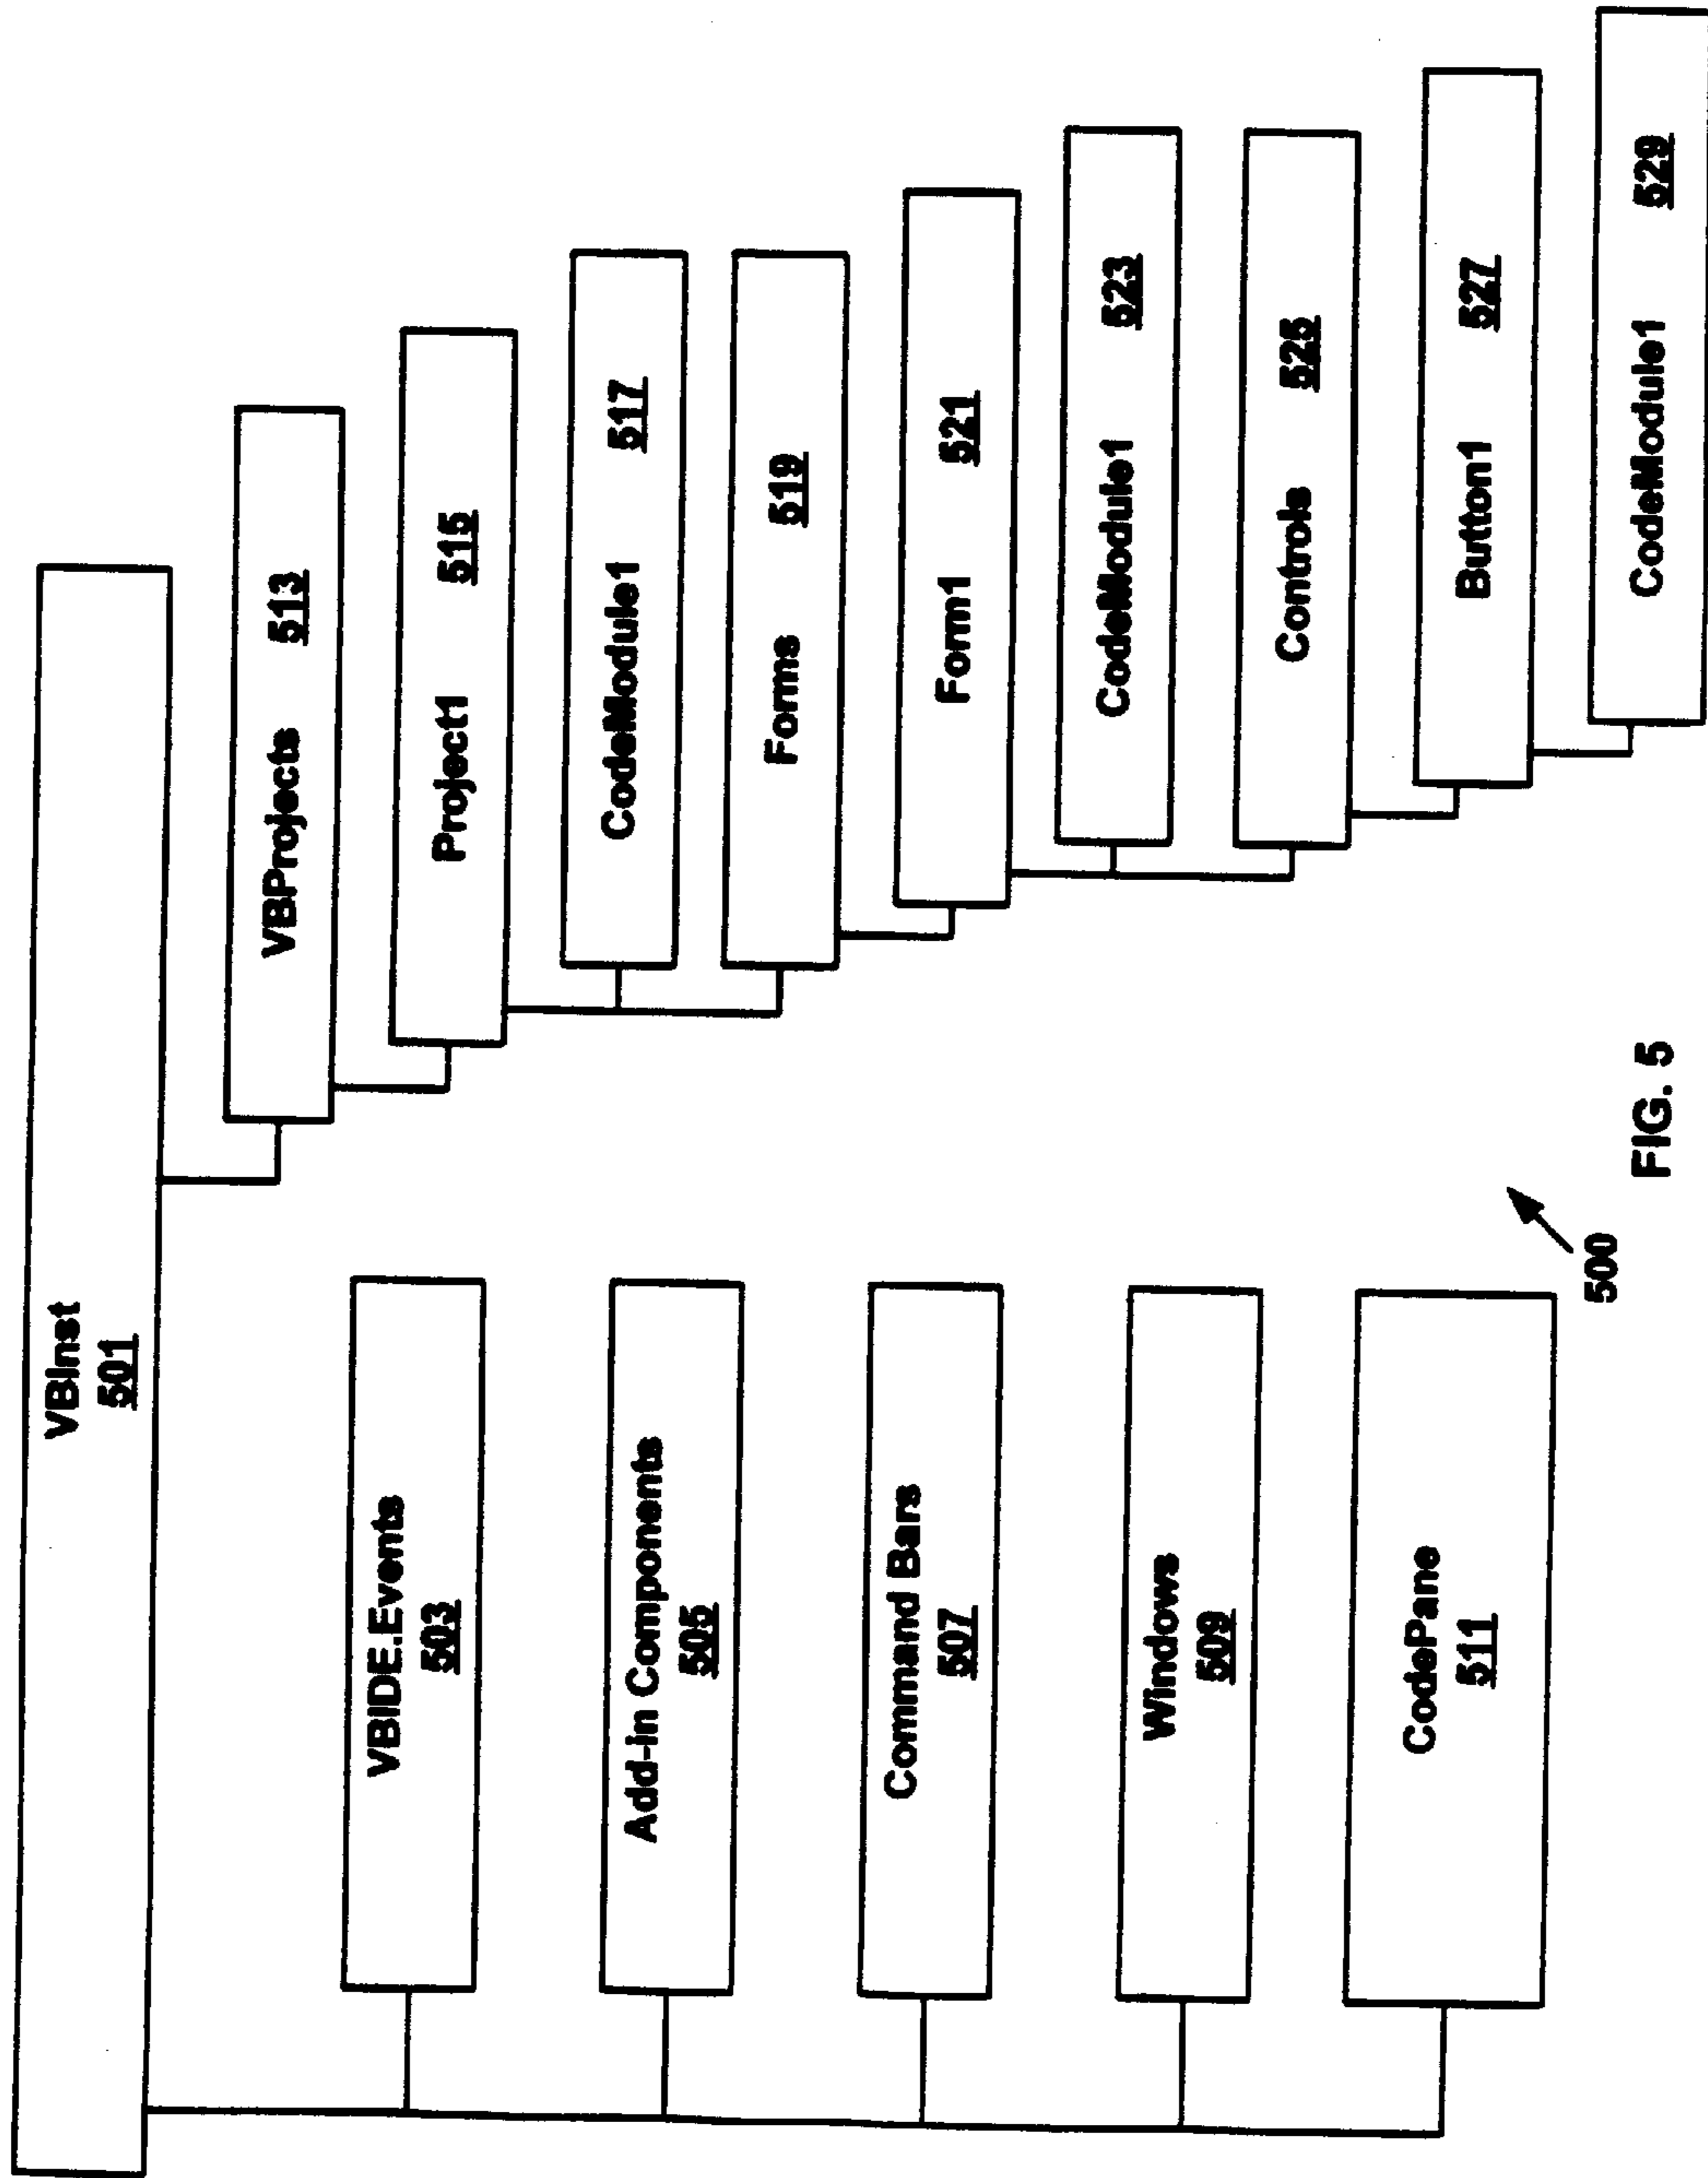 VBInst
501
VBIDE.Events
503
Add-in Components
505
Command Bars
507
Windows
509
CodePane
511
VBProjects 513
Project1 515
CodeModule1 517
Forms 519
Form1 521
CodeModule1 523
Controls 525
Button1 527
CodeModule1 529
500
FIG. 5